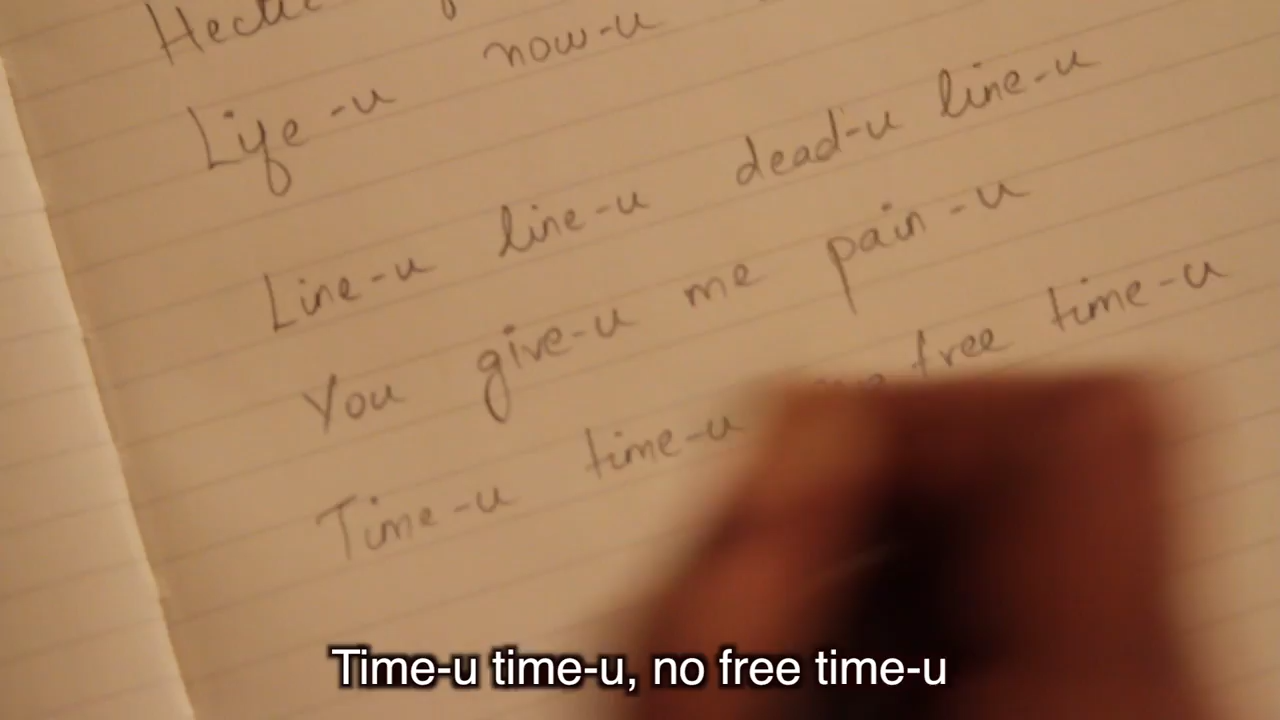 Hectic
Life-u now-u
Line-u line-u dead-u line-u
You give-u me pain-u
Time-u time-u free time-u
Time-u time-u, no free time-u